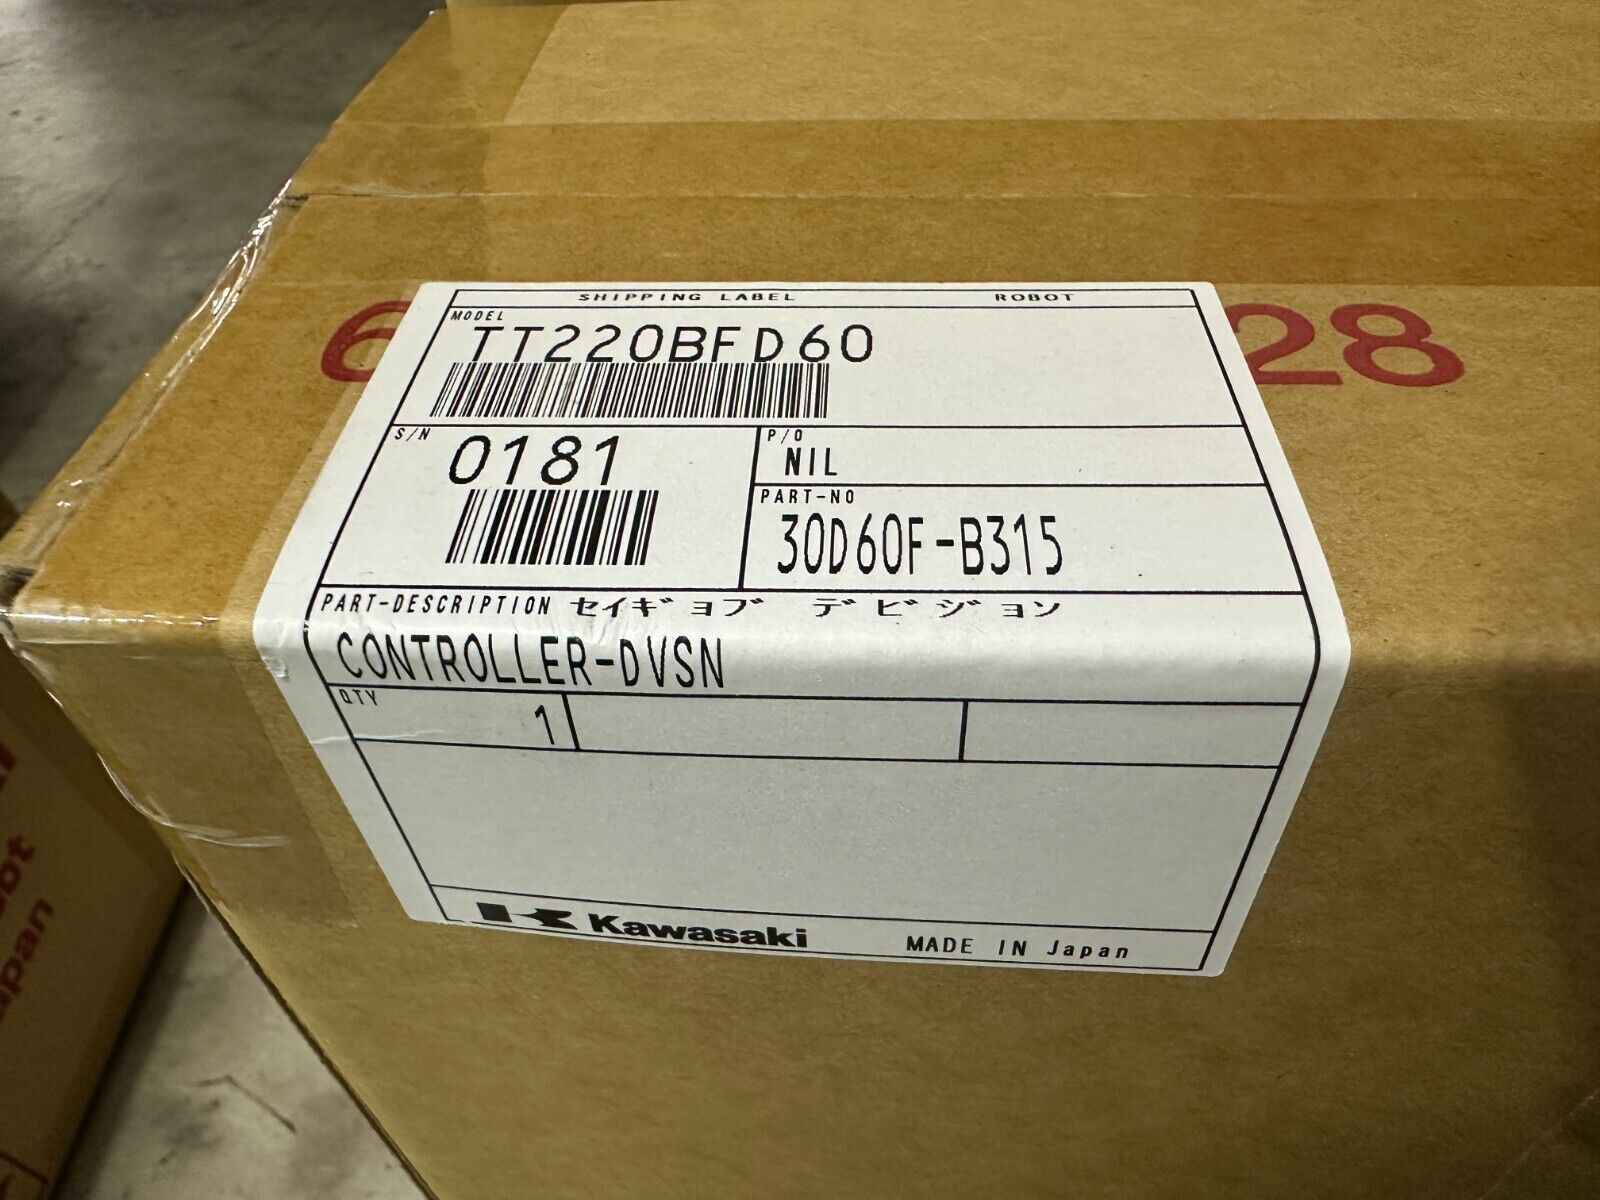 SHIPPING LABEL ROBOT
MODEL
TT220BFD60
S/N
0181
P/O
NIL
PART-NO
30D60F-B315
PART-DESCRIPTION セイギョブ デビジョン
CONTROLLER-DVSN
QTY
1
Kawasaki
MADE IN Japan
6
28